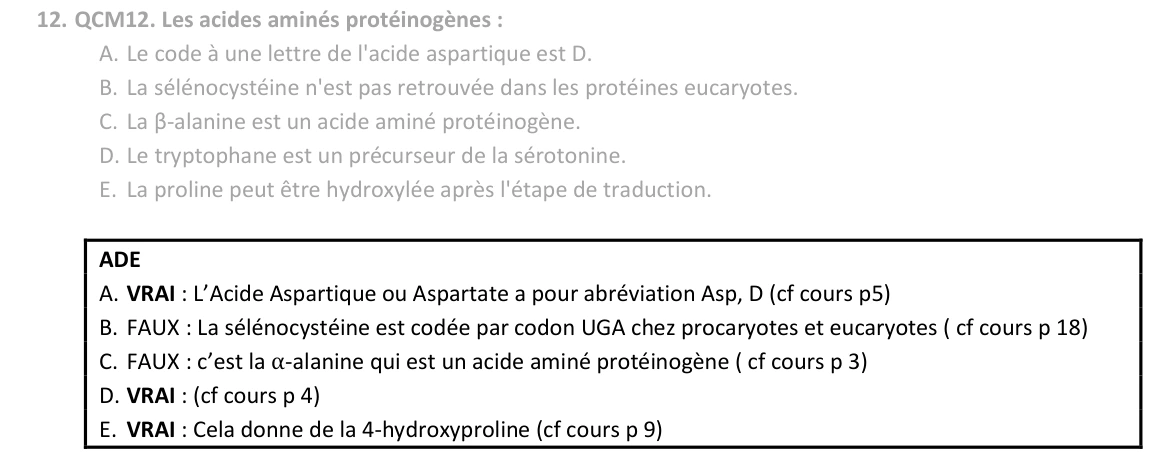 12. QCM12. Les acides aminés protéinogènes :
A. Le code à une lettre de l'acide aspartique est D.
B. La sélénocystéine n'est pas retrouvée dans les protéines eucaryotes.
C. La β-alanine est un acide aminé protéinogène.
D. Le tryptophane est un précurseur de la sérotonine.
E. La proline peut être hydroxylée après l'étape de traduction.
ADE
A. VRAI : L’Acide Aspartique ou Aspartate a pour abréviation Asp, D (cf cours p5)
B. FAUX : La sélénocystéine est codée par codon UGA chez procaryotes et eucaryotes ( cf cours p 18)
C. FAUX : c’est la α-alanine qui est un acide aminé protéinogène ( cf cours p 3)
D. VRAI : (cf cours p 4)
E. VRAI : Cela donne de la 4-hydroxyproline (cf cours p 9)